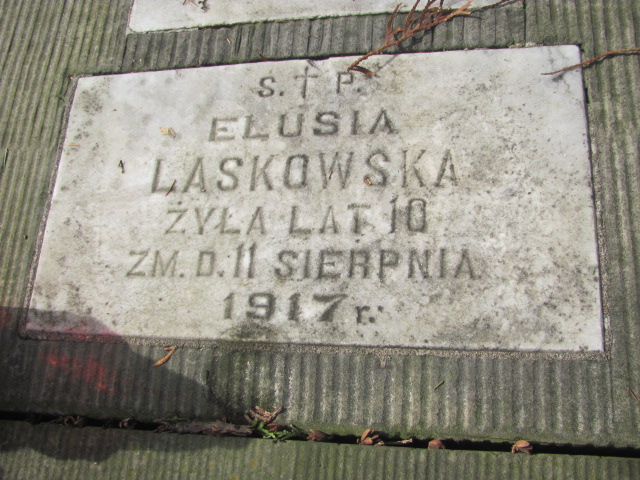 S. † P.
ELUSIA
LASKOWSKA
ŻYŁA LAT 10
ZM. D. 11 SIERPNIA
1917 r.